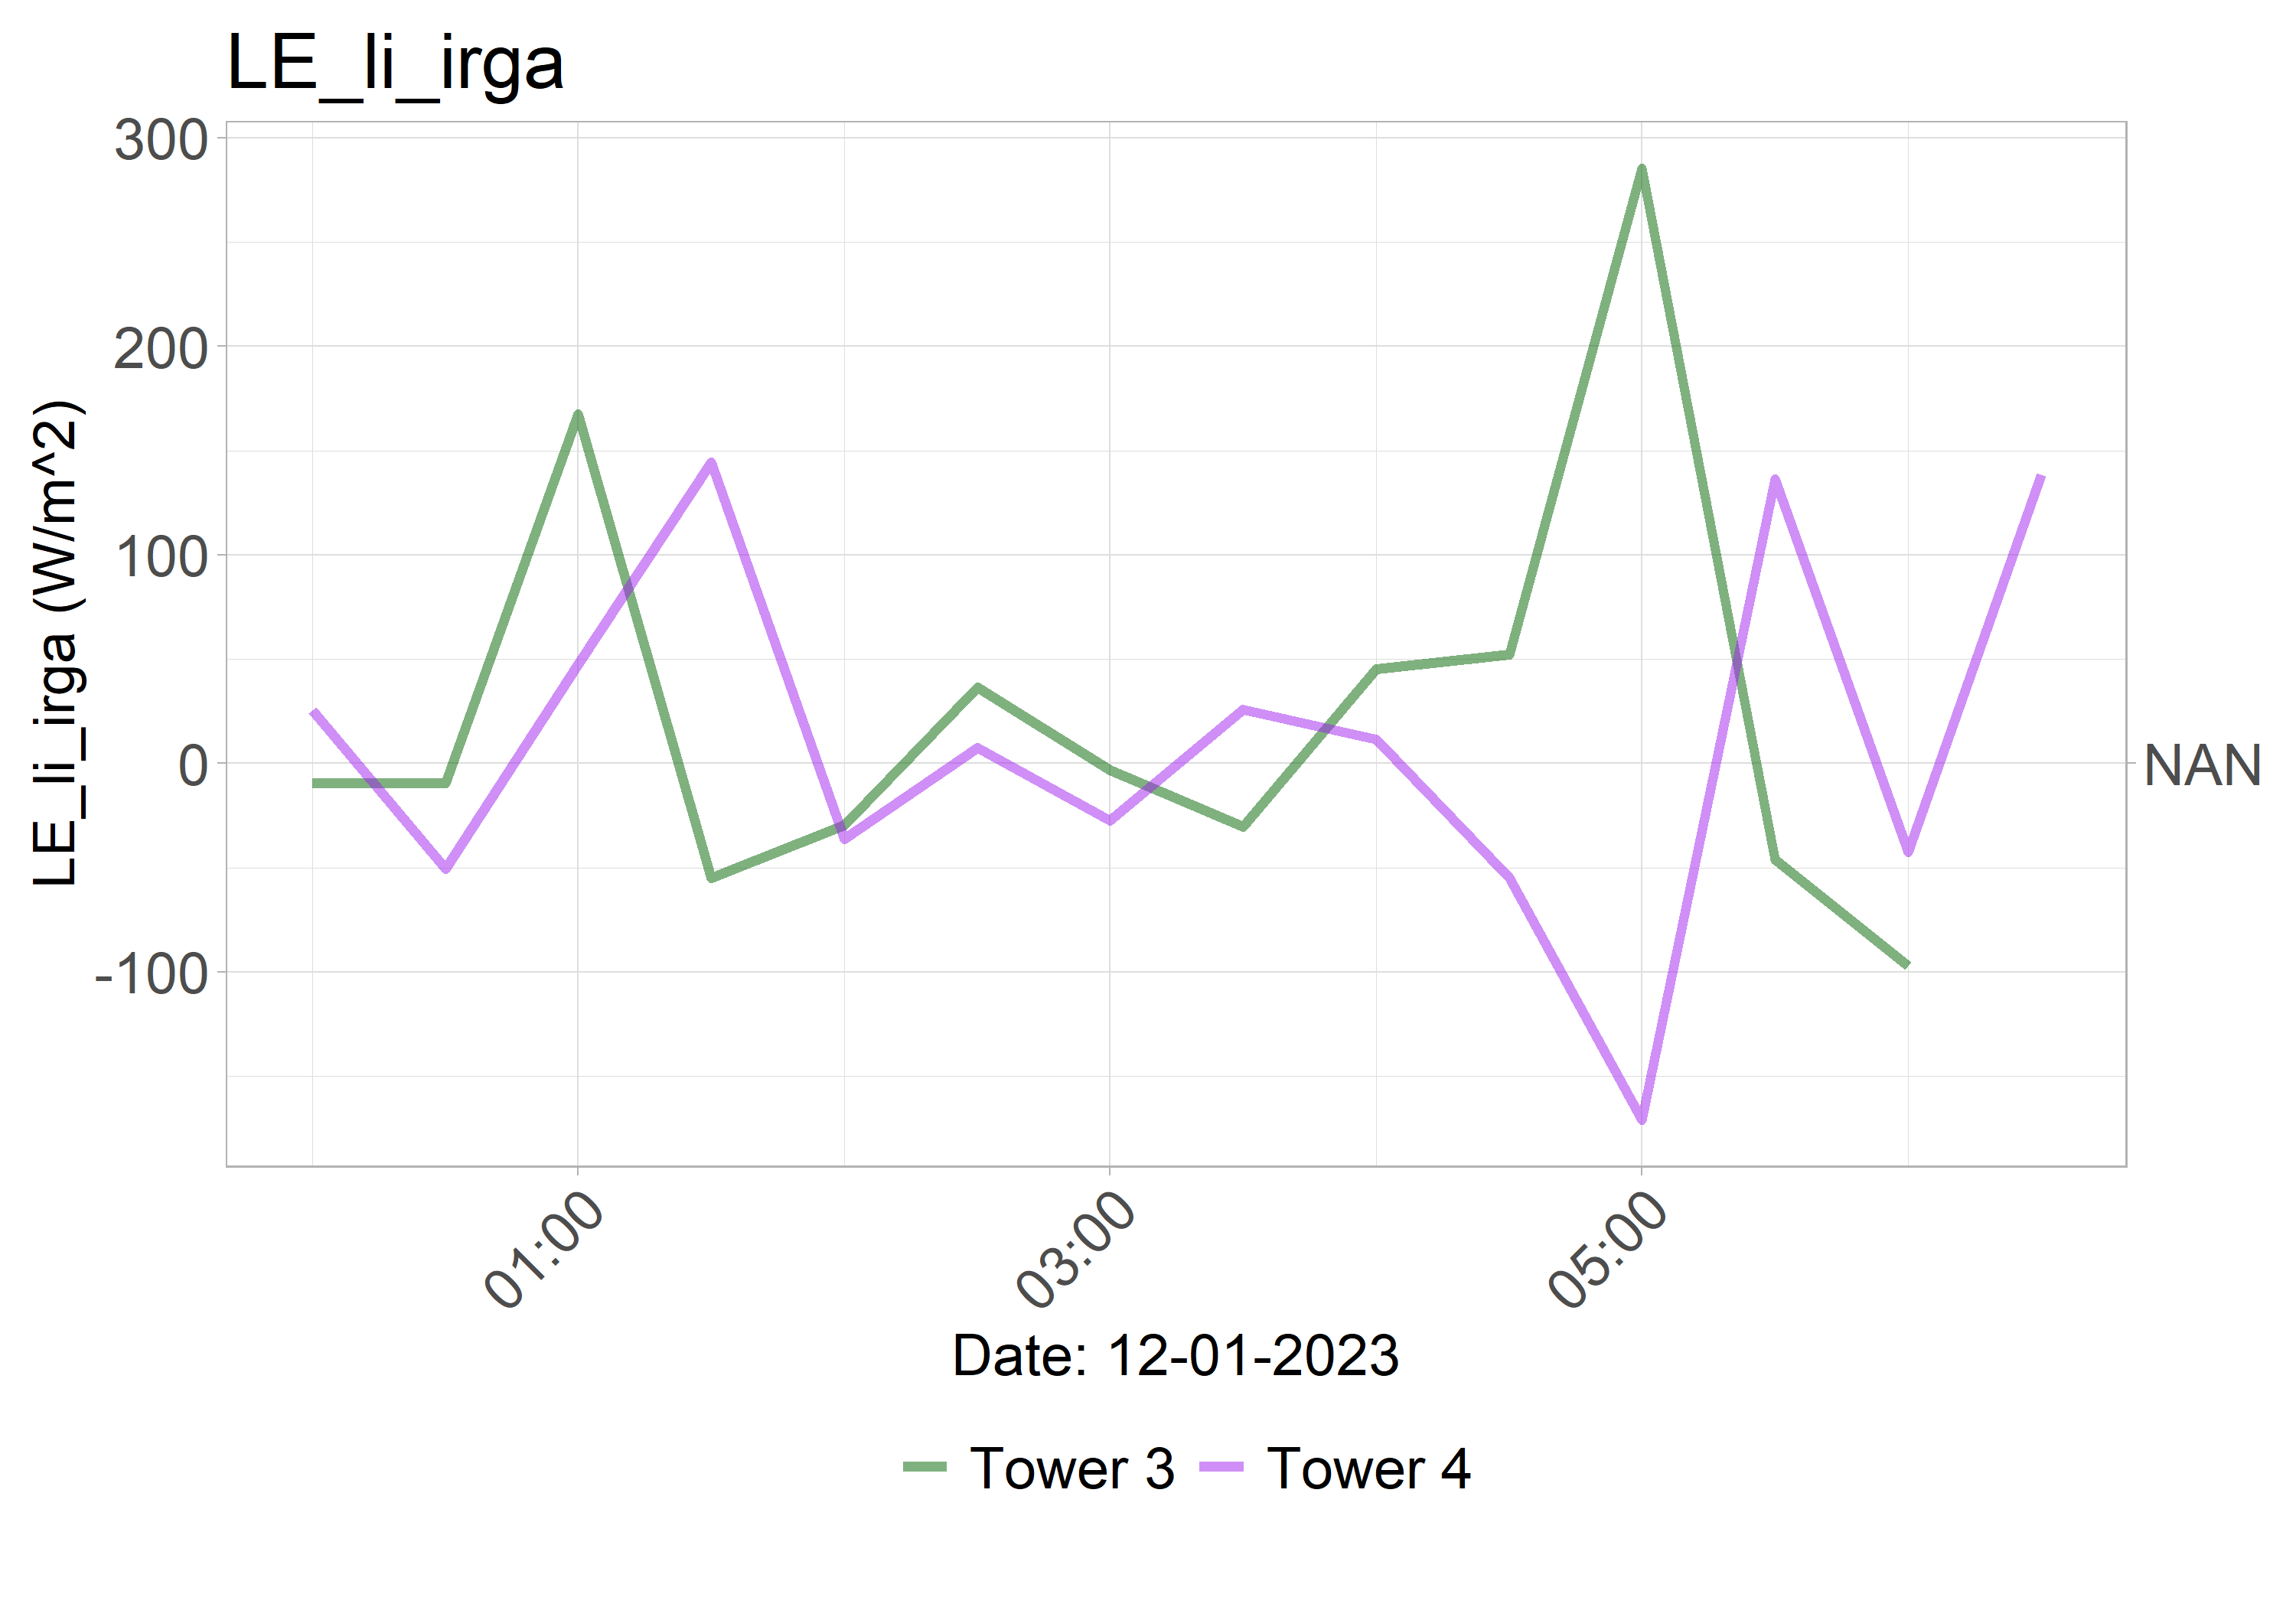 LE_li_irga
300
200
100
0
-100
LE_li_irga (W/m^2)
NAN
01:00
03:00
05:00
Date: 12-01-2023
Tower 3
Tower 4